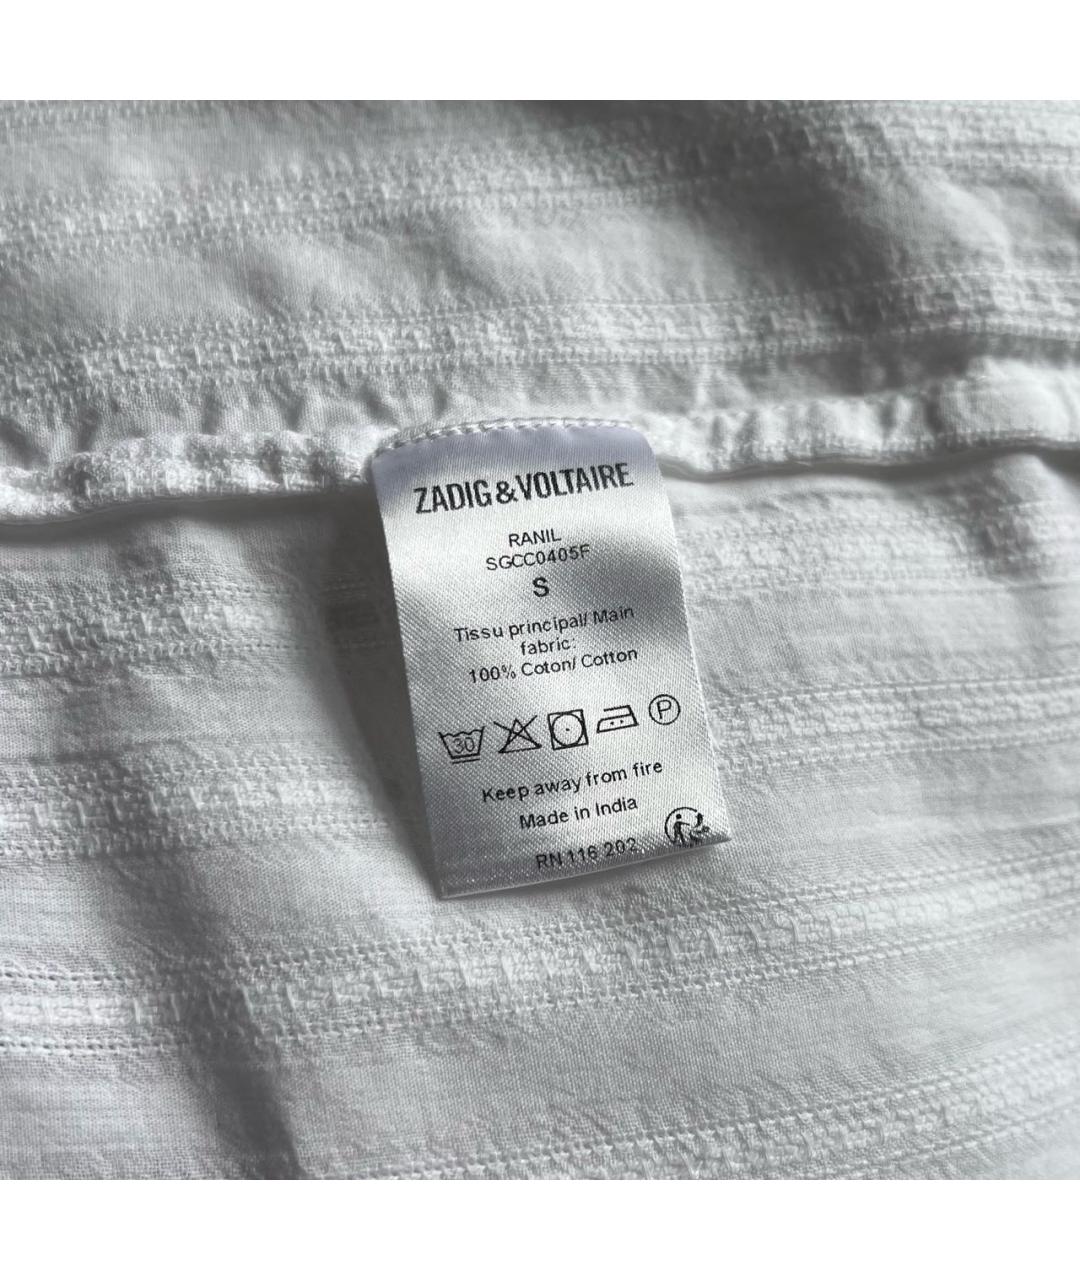 ZADIG&VOLTAIRE
RANIL
SGCC0405F
S
Tissu principal/ Main
fabric:
100% Coton/ Cotton
30
P
Keep away from fire
Made in India
RN 116 202